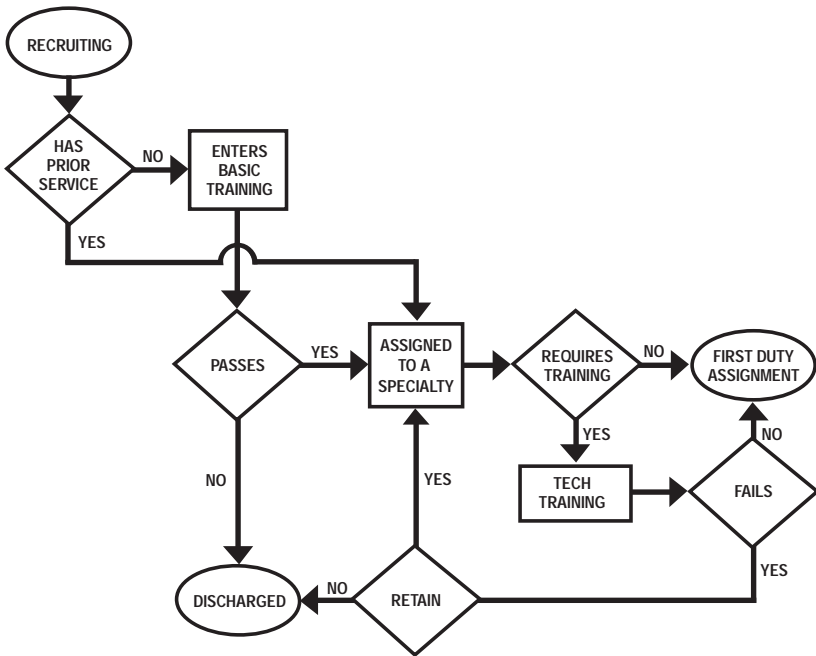 RECRUITING
HAS
PRIOR
SERVICE
NO
ENTERS
BASIC
TRAINING
YES
PASSES
YES
ASSIGNED
TO A
SPECIALTY
REQUIRES
TRAINING
NO
FIRST DUTY
ASSIGNMENT
YES
NO
NO
YES
TECH
TRAINING
FAILS
YES
DISCHARGED
NO
RETAIN